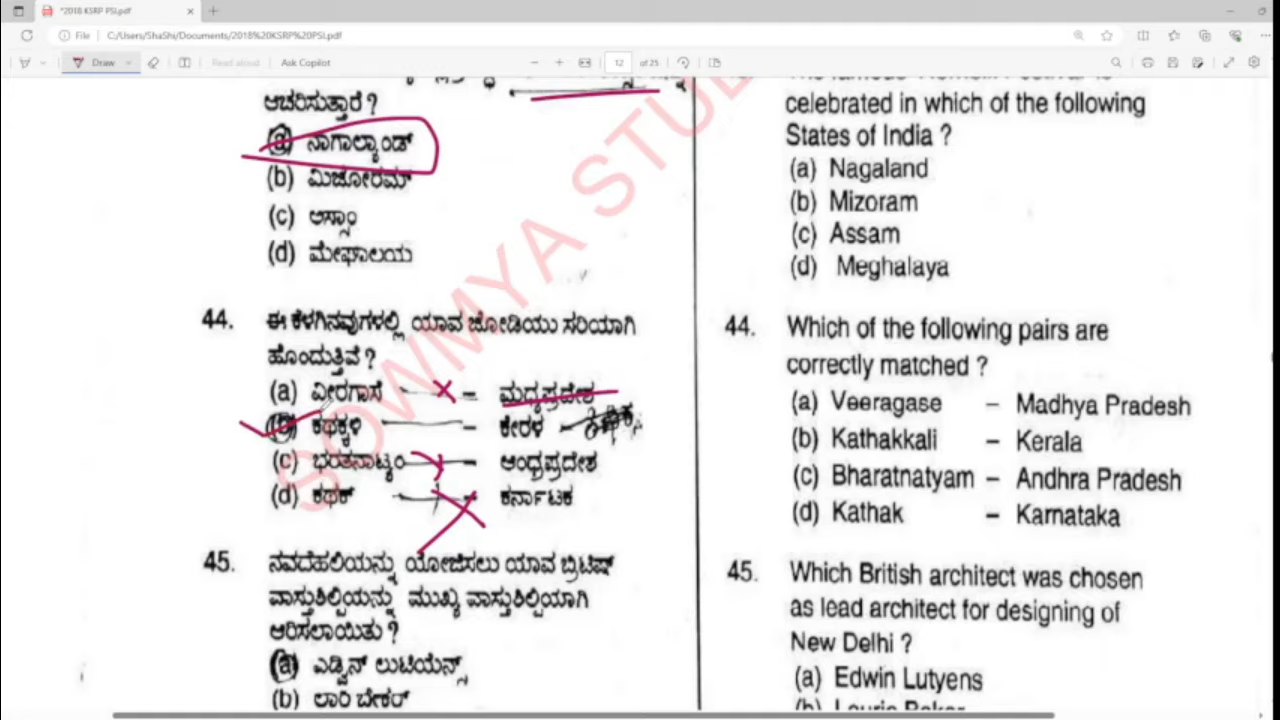 *2018 KSRP PSI.pdf
File C:/Users/ShaShi/Documents/2018%20KSRP%20PSI.pdf
Draw Read aloud Ask Copilot 12 of 25
ಆಚರಿಸುತ್ತಾರೆ ?
(a) ನಾಗಾಲ್ಯಾಂಡ್
(b) ಮಿಜೋರಮ್
(c) ಅಸ್ಸಾಂ
(d) ಮೇಘಾಲಯ
44. ಈ ಕೆಳಗಿನವುಗಳಲ್ಲಿ ಯಾವ ಜೋಡಿಯು ಸರಿಯಾಗಿ
ಹೊಂದುತ್ತಿವೆ ?
(a) ವೀರಗಾಸೆ – ಮಧ್ಯಪ್ರದೇಶ
(b) ಕಥಕ್ಕಳಿ – ಕೇರಳ
(c) ಭರತನಾಟ್ಯಂ – ಆಂಧ್ರಪ್ರದೇಶ
(d) ಕಥಕ್ – ಕರ್ನಾಟಕ
45. ನವದೆಹಲಿಯನ್ನು ಯೋಜಿಸಲು ಯಾವ ಬ್ರಿಟಿಷ್
ವಾಸ್ತುಶಿಲ್ಪಿಯನ್ನು ಮುಖ್ಯ ವಾಸ್ತುಶಿಲ್ಪಿಯಾಗಿ
ಆರಿಸಲಾಯಿತು ?
(a) ಎಡ್ವಿನ್ ಲುಟಿಯೆನ್ಸ್
(b) ಲಾರಿ ಬೇಕರ್
celebrated in which of the following
States of India ?
(a) Nagaland
(b) Mizoram
(c) Assam
(d) Meghalaya
44. Which of the following pairs are
correctly matched ?
(a) Veeragase – Madhya Pradesh
(b) Kathakkali – Kerala
(c) Bharatnatyam – Andhra Pradesh
(d) Kathak – Karnataka
45. Which British architect was chosen
as lead architect for designing of
New Delhi ?
(a) Edwin Lutyens
(b) Laurie Baker
SOWMYA STU